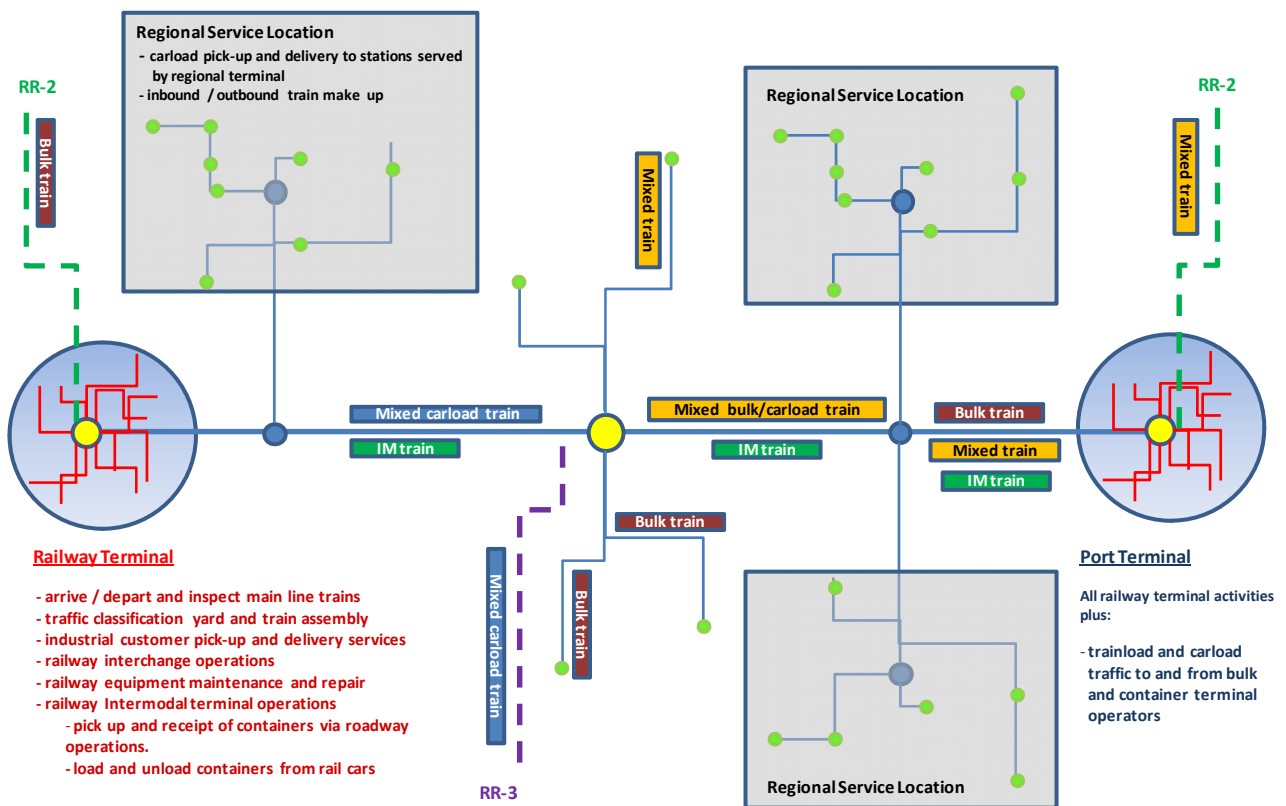 Regional Service Location
- carload pick-up and delivery to stations served
by regional terminal
- inbound / outbound train make up
RR-2
Bulk train
Regional Service Location
RR-2
Mixed train
Mixed train
Mixed carload train
IM train
Mixed bulk/carload train
IM train
Bulk train
Mixed train
IM train
Bulk train
Bulk train
Mixed carload train
RR-3
Railway Terminal
- arrive / depart and inspect main line trains
- traffic classification yard and train assembly
- industrial customer pick-up and delivery services
- railway interchange operations
- railway equipment maintenance and repair
- railway Intermodal terminal operations
- pick up and receipt of containers via roadway
operations.
- load and unload containers from rail cars
Regional Service Location
Port Terminal
All railway terminal activities
plus:
- trainload and carload
traffic to and from bulk
and container terminal
operators